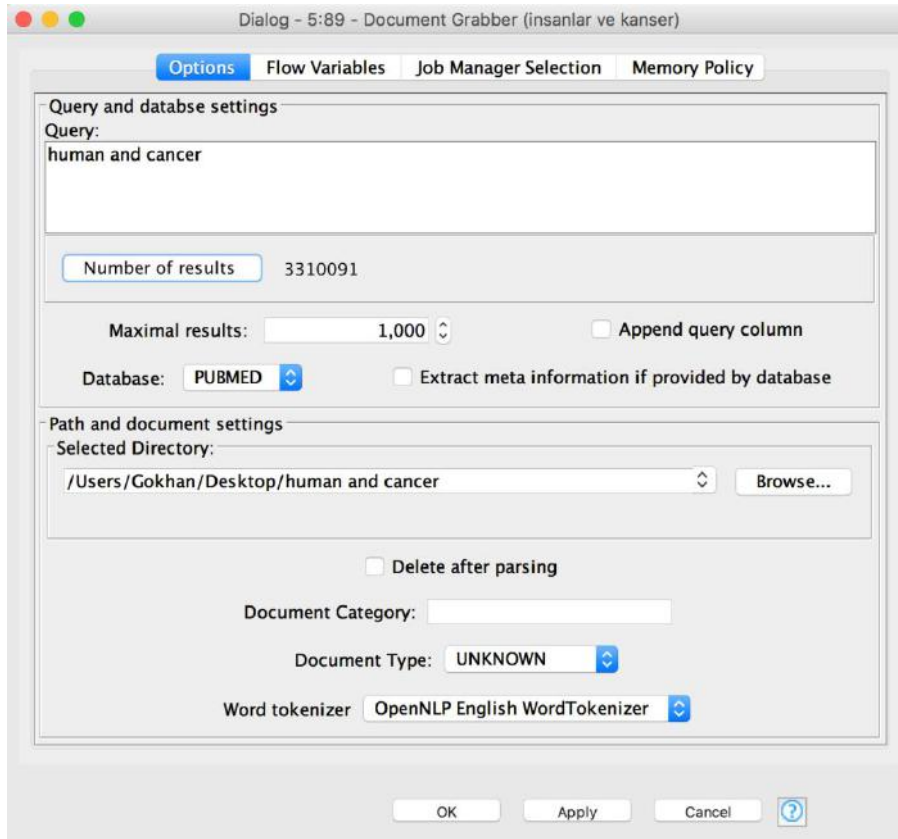 Dialog - 5:89 - Document Grabber (insanlar ve kanser)
Options Flow Variables Job Manager Selection Memory Policy
Query and databse settings
Query:
human and cancer
Number of results 3310091
Maximal results: 1,000 Append query column
Database: PUBMED Extract meta information if provided by database
Path and document settings
Selected Directory:
/Users/Gokhan/Desktop/human and cancer Browse...
Delete after parsing
Document Category:
Document Type: UNKNOWN
Word tokenizer OpenNLP English WordTokenizer
OK Apply Cancel ?